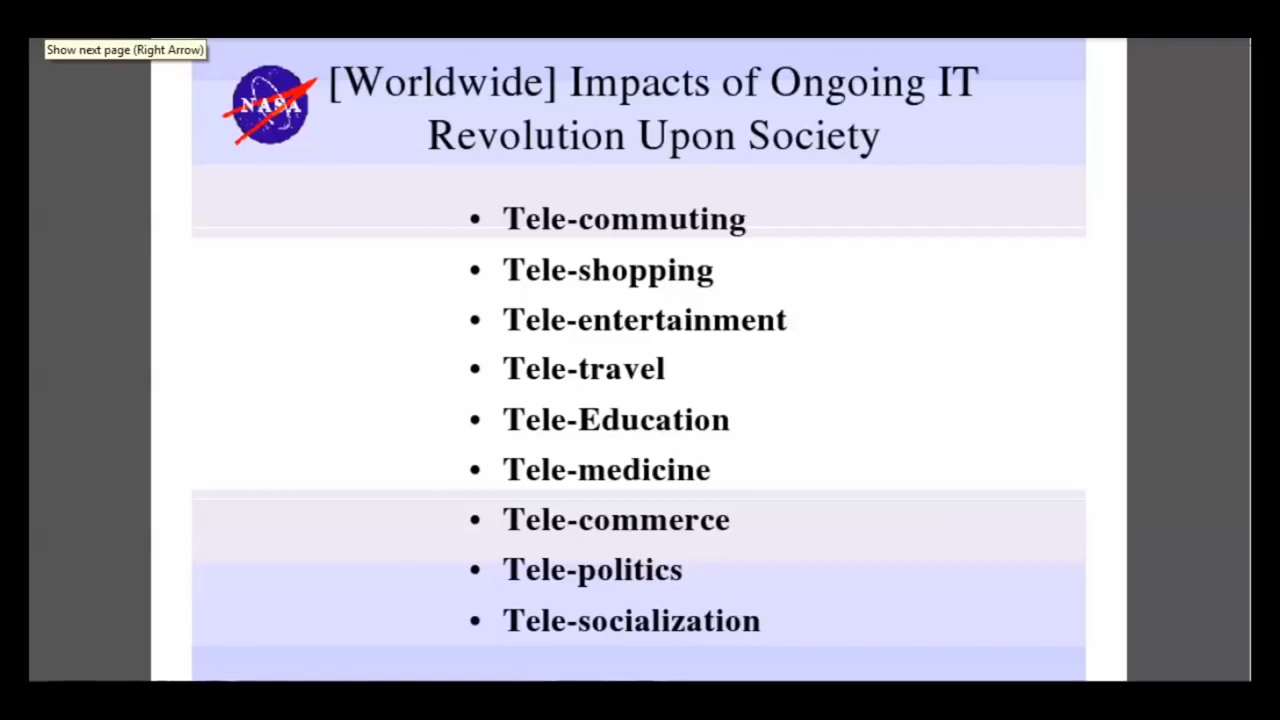 Show next page (Right Arrow)
NASA
[Worldwide] Impacts of Ongoing IT
Revolution Upon Society
• Tele-commuting
• Tele-shopping
• Tele-entertainment
• Tele-travel
• Tele-Education
• Tele-medicine
• Tele-commerce
• Tele-politics
• Tele-socialization